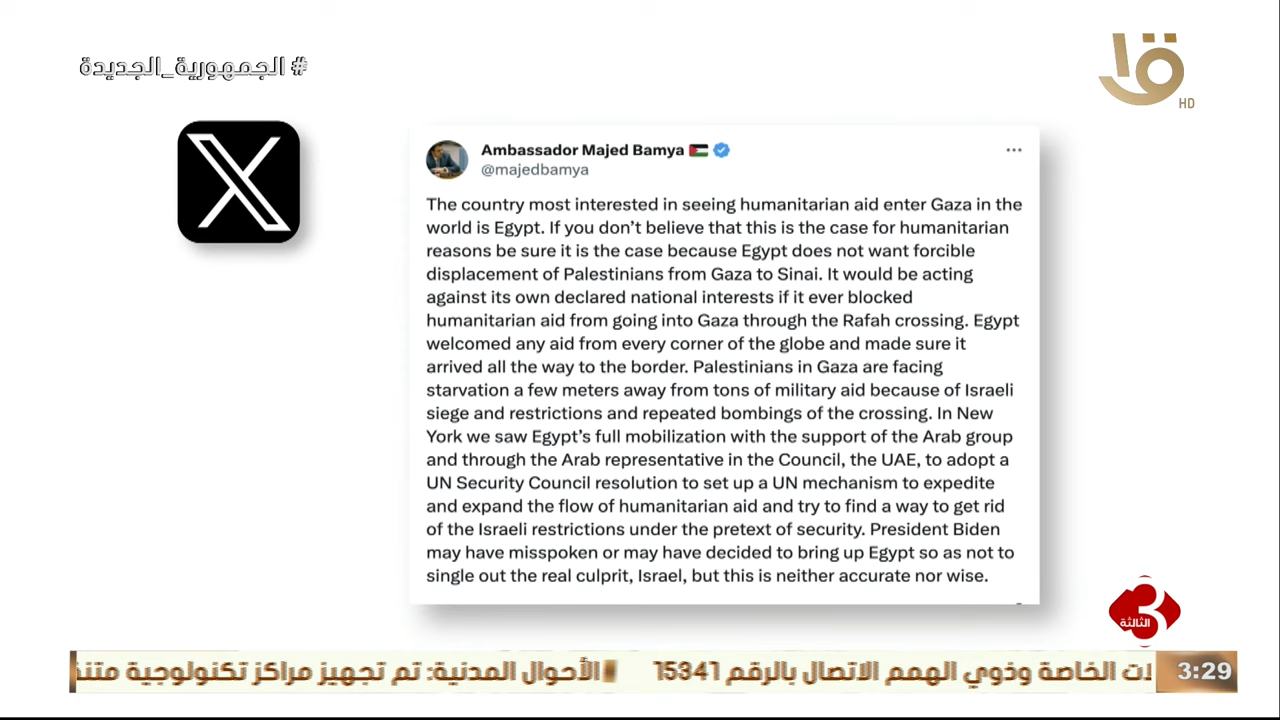 # الجمهورية_الجديدة
HD
Ambassador Majed Bamya
@majedbamya
The country most interested in seeing humanitarian aid enter Gaza in the
world is Egypt. If you don’t believe that this is the case for humanitarian
reasons be sure it is the case because Egypt does not want forcible
displacement of Palestinians from Gaza to Sinai. It would be acting
against its own declared national interests if it ever blocked
humanitarian aid from going into Gaza through the Rafah crossing. Egypt
welcomed any aid from every corner of the globe and made sure it
arrived all the way to the border. Palestinians in Gaza are facing
starvation a few meters away from tons of military aid because of Israeli
siege and restrictions and repeated bombings of the crossing. In New
York we saw Egypt’s full mobilization with the support of the Arab group
and through the Arab representative in the Council, the UAE, to adopt a
UN Security Council resolution to set up a UN mechanism to expedite
and expand the flow of humanitarian aid and try to find a way to get rid
of the Israeli restrictions under the pretext of security. President Biden
may have misspoken or may have decided to bring up Egypt so as not to
single out the real culprit, Israel, but this is neither accurate nor wise.
3 الثالثة
الخاصة وذوي الهمم الاتصال بالرقم 15341 الأحوال المدنية: تم تجهيز مراكز تكنولوجية
3:29